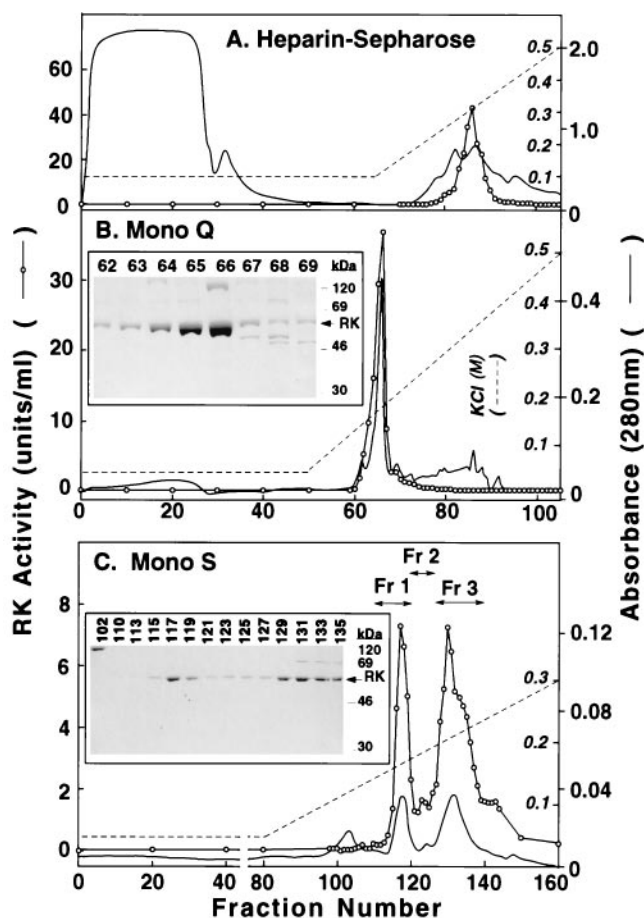 A. Heparin-Sepharose
60
40
20
0
0.5
0.4
0.3
0.2
0.1
2.0
1.0
0
B. Mono Q
62 63 64 65 66 67 68 69
kDa
120
69
RK
46
30
30
20
10
0
0.5
0.4
0.3
0.2
0.1
KCl (M)
(-----)
0.4
0.2
0
0 20 40 60 80 100
C. Mono S
Fr 1
Fr 2
Fr 3
102 110 113 115 117 119 121 123 125 127 129 131 133 135
kDa
120
69
RK
46
30
8
6
4
2
0
0.3
0.2
0.1
0.12
0.08
0.04
0
0 20 40 80 100 120 140 160
Fraction Number
RK Activity (units/ml) (—o—)
Absorbance (280nm) (——)